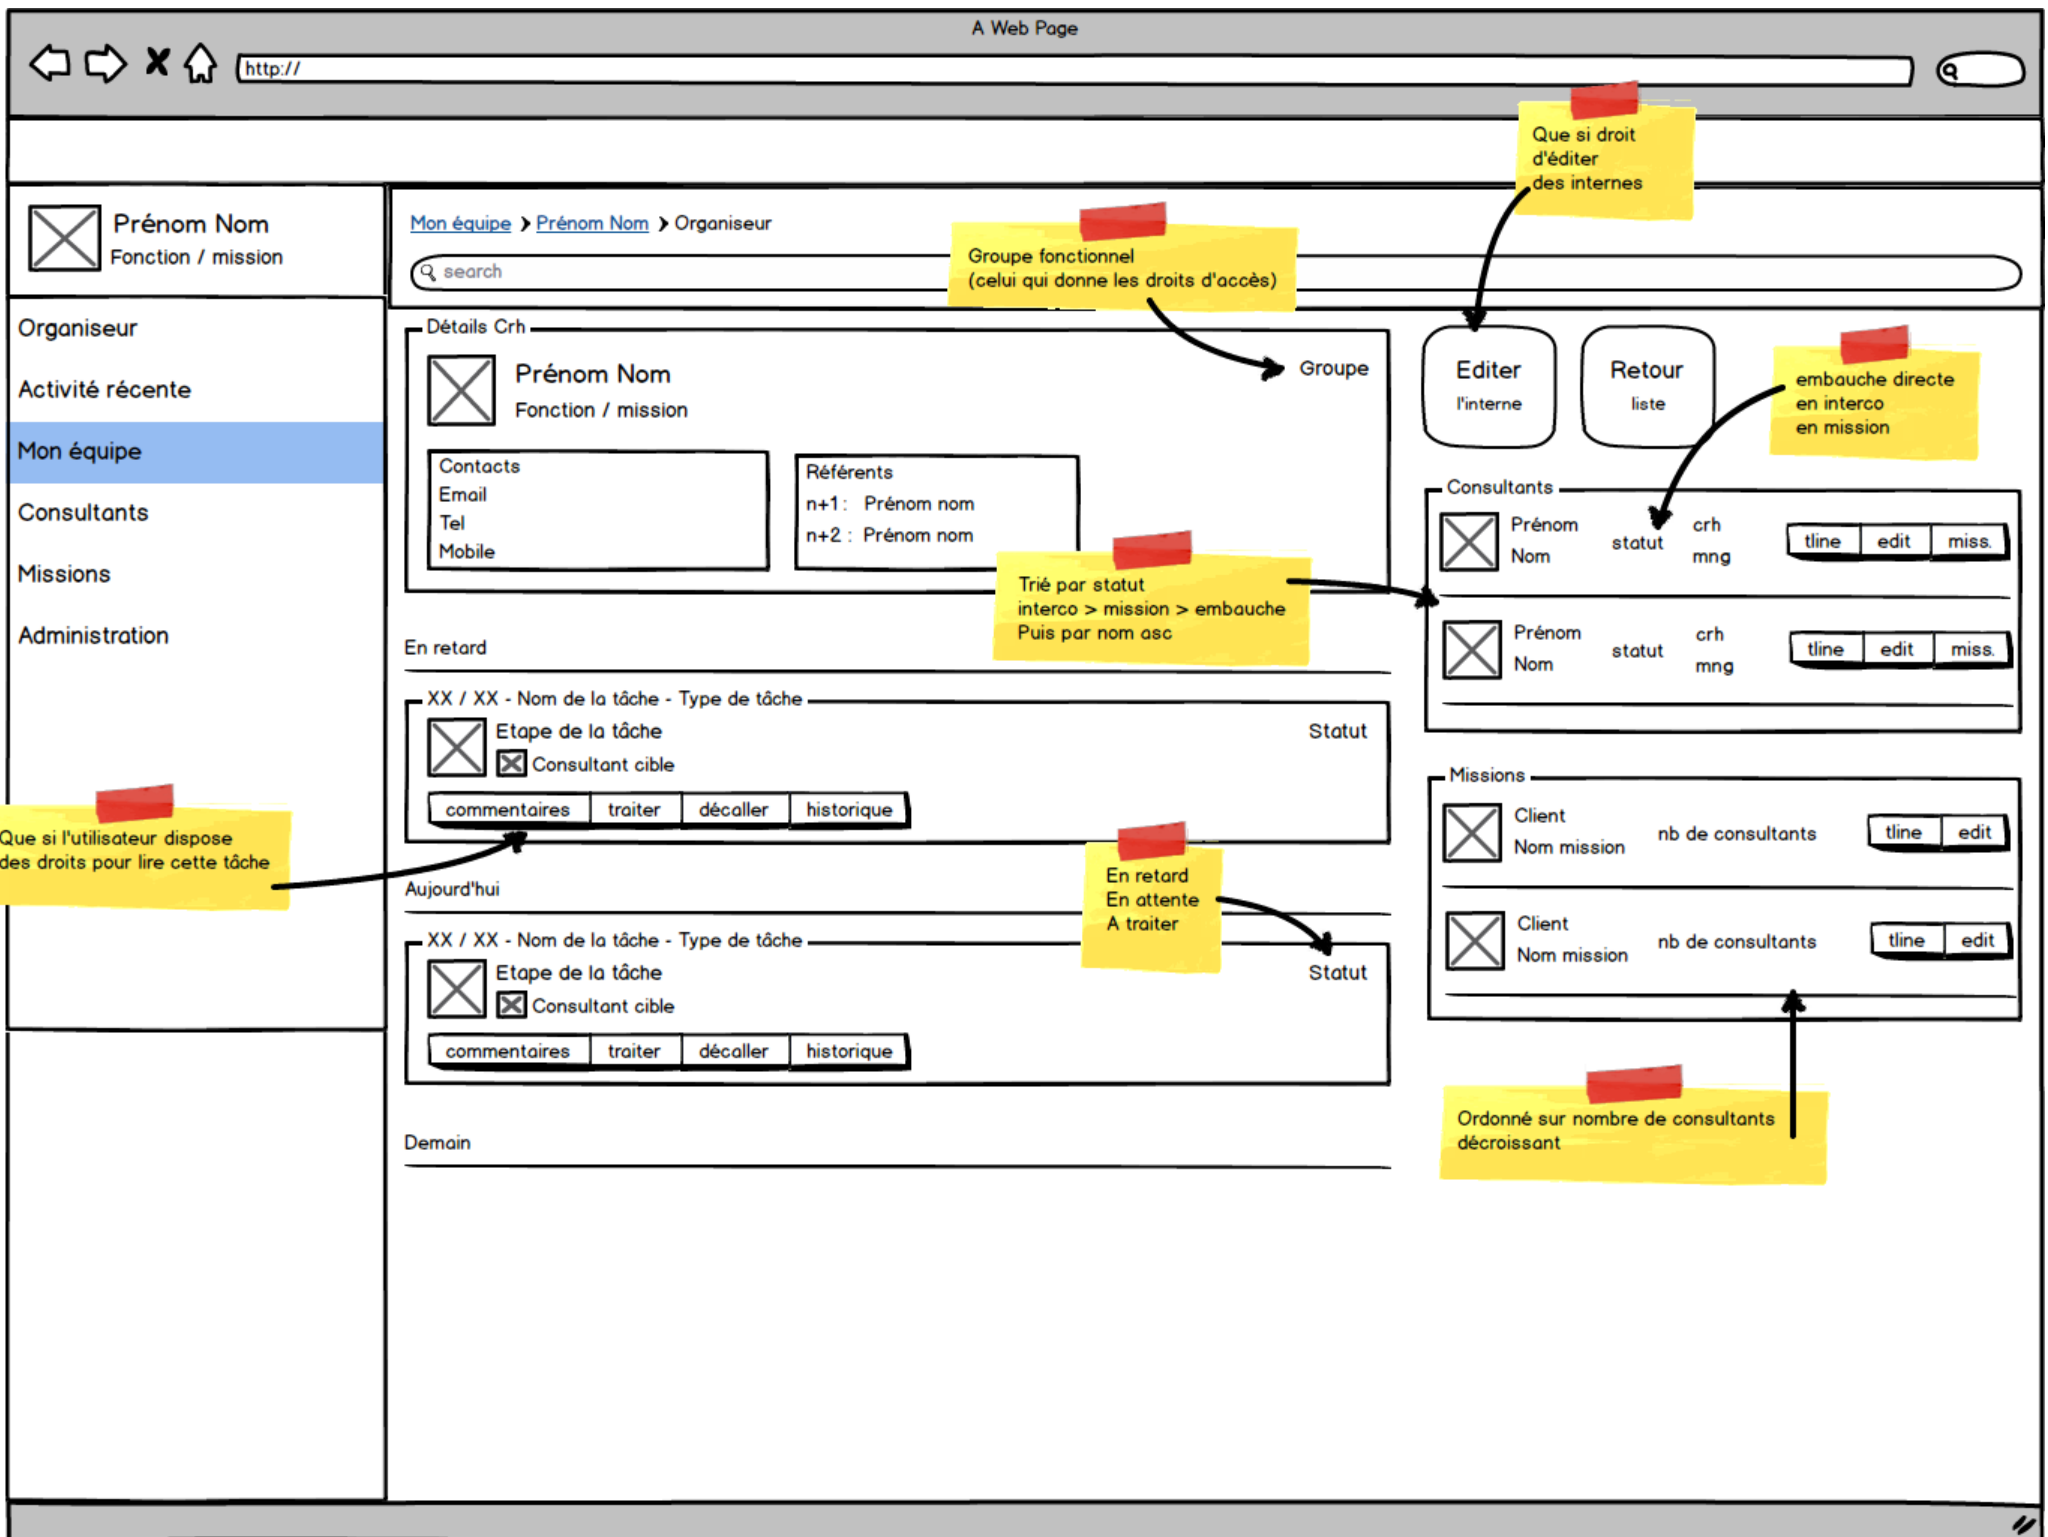 A Web Page
http://
Que si droit
d'éditer
des internes
Prénom Nom
Fonction / mission
Organiseur
Activité récente
Mon équipe
Consultants
Missions
Administration
Que si l'utilisateur dispose
des droits pour lire cette tâche
Mon équipe > Prénom Nom > Organiseur
search
Groupe fonctionnel
(celui qui donne les droits d'accès)
Détails Crh
Prénom Nom
Fonction / mission
Groupe
Contacts
Email
Tel
Mobile
Référents
n+1 : Prénom nom
n+2 : Prénom nom
Trié par statut
interco > mission > embauche
Puis par nom asc
En retard
XX / XX - Nom de la tâche - Type de tâche
Etape de la tâche
Statut
Consultant cible
commentaires traiter décaller historique
Aujourd'hui
En retard
En attente
A traiter
XX / XX - Nom de la tâche - Type de tâche
Etape de la tâche
Statut
Consultant cible
commentaires traiter décaller historique
Demain
Editer
l'interne
Retour
liste
embauche directe
en interco
en mission
Consultants
Prénom
Nom
statut
crh
mng
tline edit miss.
Prénom
Nom
statut
crh
mng
tline edit miss.
Missions
Client
Nom mission
nb de consultants
tline edit
Client
Nom mission
nb de consultants
tline edit
Ordonné sur nombre de consultants
décroissant